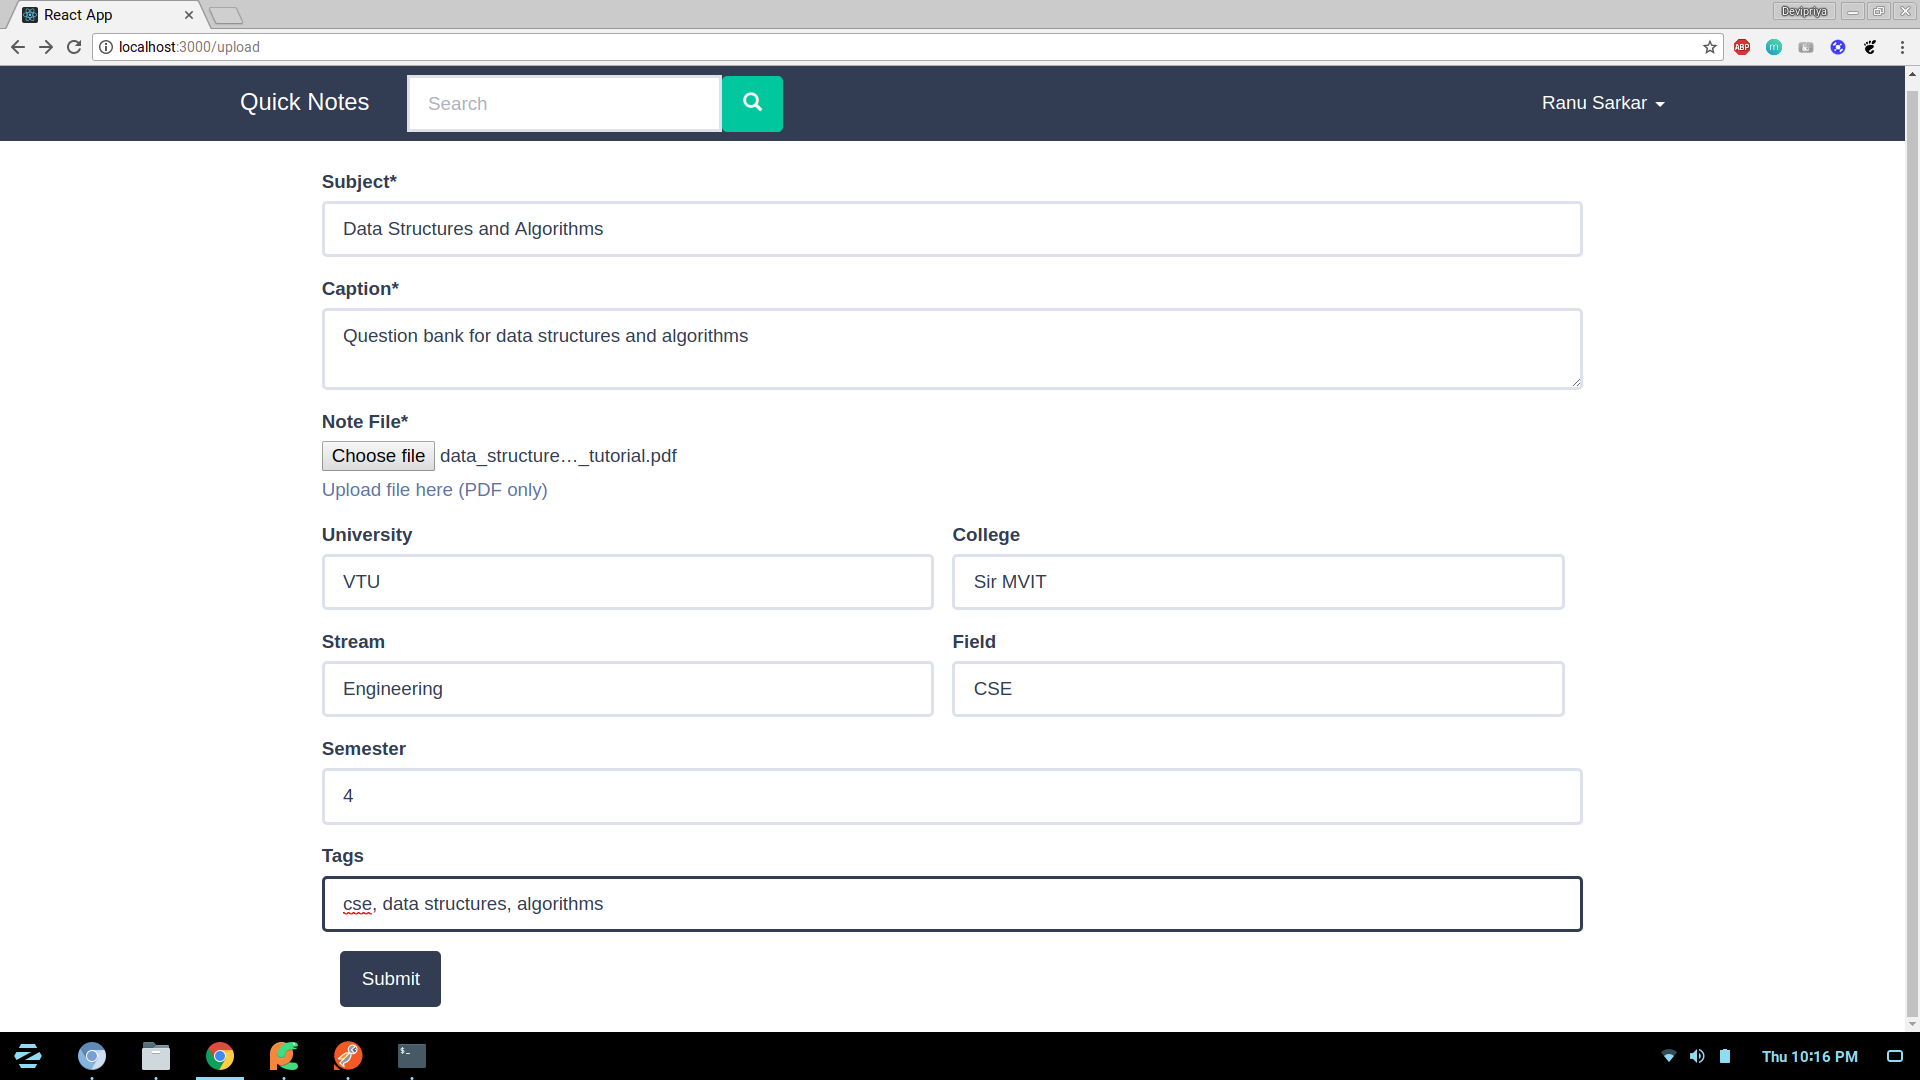 React App
Devipriya
localhost:3000/upload
ABP
Quick Notes
Search
Ranu Sarkar
Subject*
Data Structures and Algorithms
Caption*
Question bank for data structures and algorithms
Note File*
Choose file data_structure…_tutorial.pdf
Upload file here (PDF only)
University
College
VTU
Sir MVIT
Stream
Field
Engineering
CSE
Semester
4
Tags
cse, data structures, algorithms
Submit
$-
Thu 10:16 PM